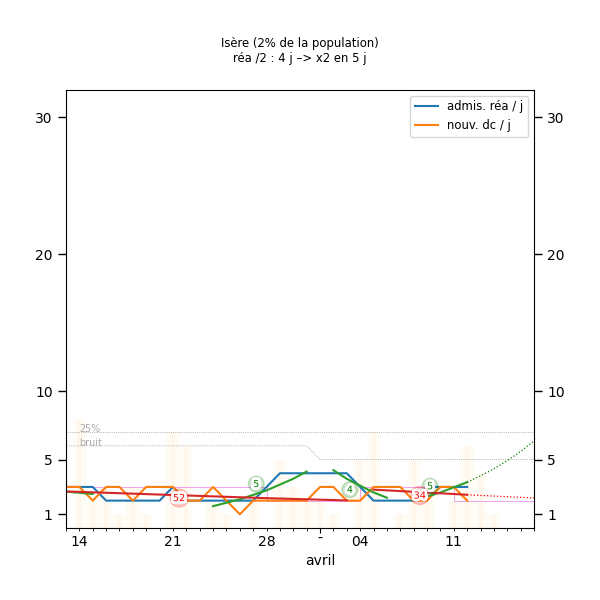 Isère (2% de la population)
réa /2 : 4 j –> x2 en 5 j
admis. réa / j
nouv. dc / j
30 30
20 20
10 10
25%
bruit
5 5
5 4 5
52 34
1 1
14 21 28 - 04 11
avril